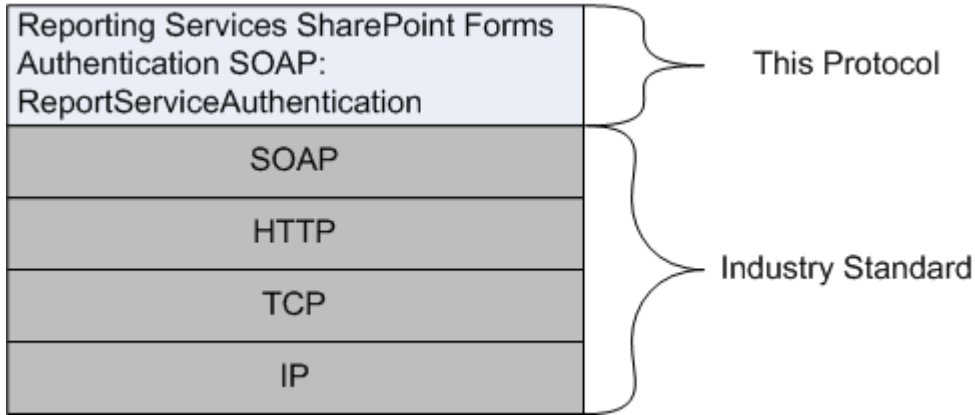 Reporting Services SharePoint Forms
Authentication SOAP:
ReportServiceAuthentication
This Protocol
SOAP
HTTP
TCP
IP
Industry Standard